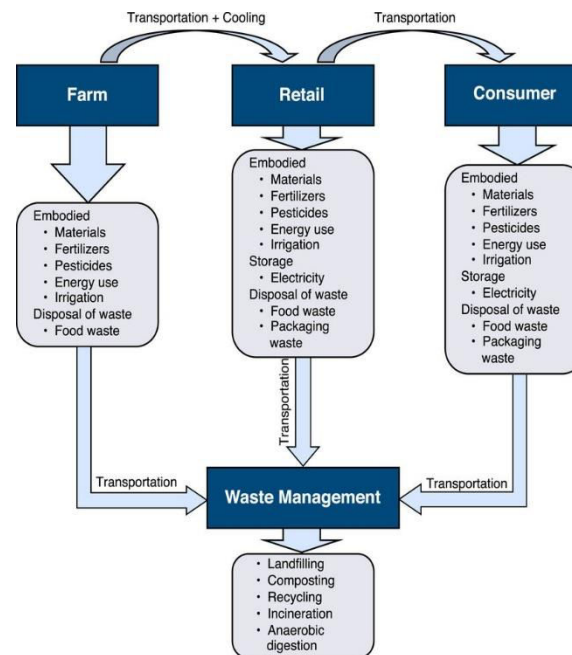 Transportation + Cooling
Transportation
Farm
Retail
Consumer
Embodied
• Materials
• Fertilizers
• Pesticides
• Energy use
• Irrigation
Disposal of waste
• Food waste
Embodied
• Materials
• Fertilizers
• Pesticides
• Energy use
• Irrigation
Storage
• Electricity
Disposal of waste
• Food waste
• Packaging
waste
Embodied
• Materials
• Fertilizers
• Pesticides
• Energy use
• Irrigation
Storage
• Electricity
Disposal of waste
• Food waste
• Packaging
waste
Transportation
Transportation
Transportation
Waste Management
• Landfilling
• Composting
• Recycling
• Incineration
• Anaerobic
digestion